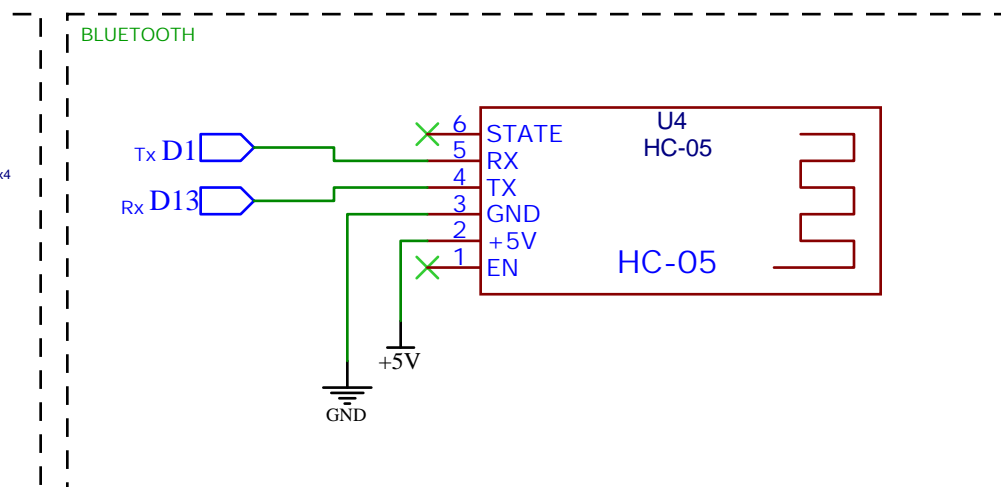 BLUETOOTH
x4
Tx D1
Rx D13
6 STATE
5 RX
4 TX
3 GND
2 +5V
1 EN
U4
HC-05
HC-05
+5V
GND